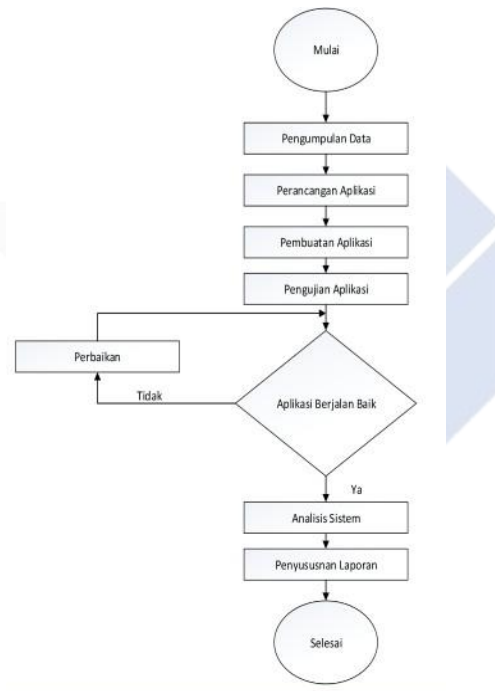 Mulai
Pengumpulan Data
Perancangan Aplikasi
Pembuatan Aplikasi
Pengujian Aplikasi
Perbaikan
Tidak
Aplikasi Berjalan Baik
Ya
Analisis Sistem
Penyususnan Laporan
Selesai